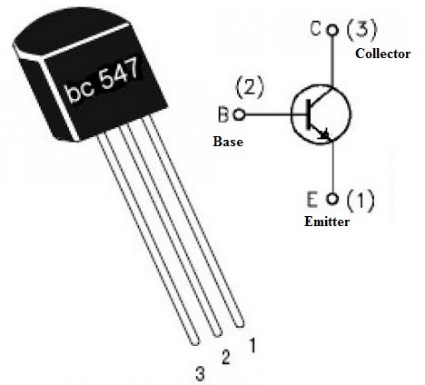 bc 547
C (3)
Collector
(2)
B
Base
E (1)
Emitter
3 2 1